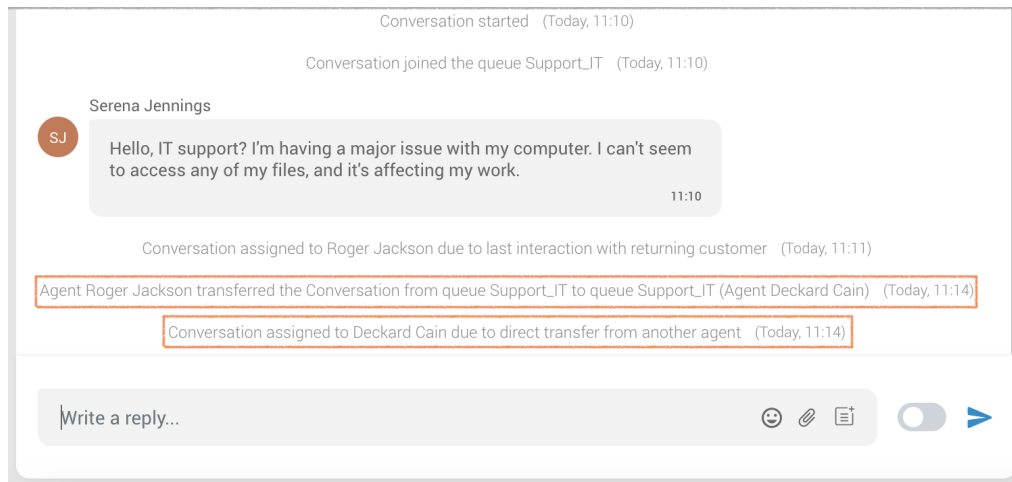 Conversation started (Today, 11:10)
Conversation joined the queue Support_IT (Today, 11:10)
Serena Jennings
SJ
Hello, IT support? I'm having a major issue with my computer. I can't seem
to access any of my files, and it's affecting my work.
11:10
Conversation assigned to Roger Jackson due to last interaction with returning customer (Today, 11:11)
Agent Roger Jackson transferred the Conversation from queue Support_IT to queue Support_IT (Agent Deckard Cain) (Today, 11:14)
Conversation assigned to Deckard Cain due to direct transfer from another agent (Today, 11:14)
Write a reply...